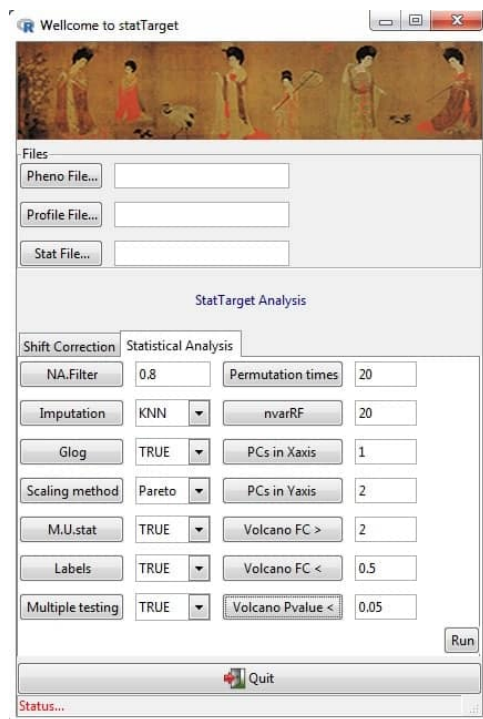 Wellcome to statTarget
Files
Pheno File...
Profile File...
Stat File...
StatTarget Analysis
Shift Correction Statistical Analysis
NA.Filter 0.8 Permutation times 20
Imputation KNN nvarRF 20
Glog TRUE PCs in Xaxis 1
Scaling method Pareto PCs in Yaxis 2
M.U.stat TRUE Volcano FC > 2
Labels TRUE Volcano FC < 0.5
Multiple testing TRUE Volcano Pvalue < 0.05
Run
Quit
Status...